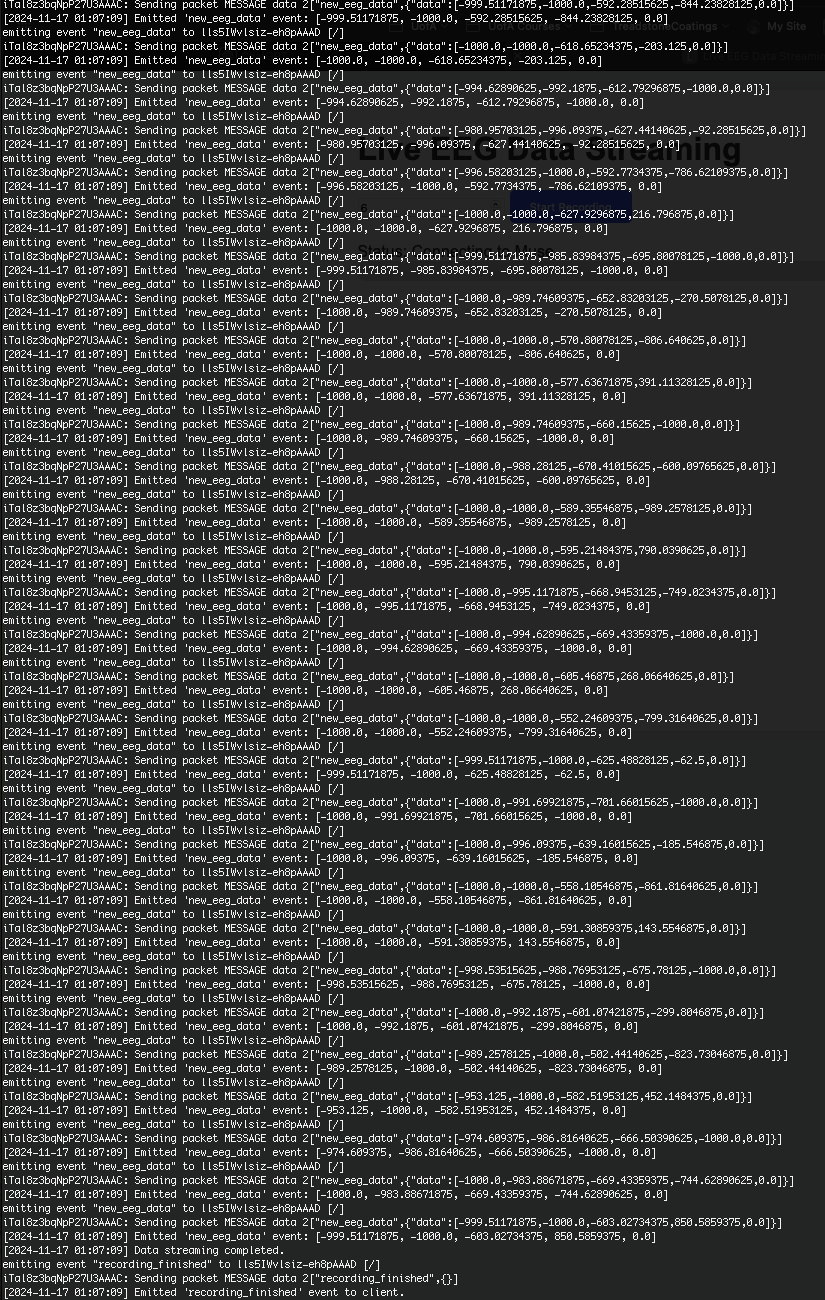 iTal8z3bqNpP27U3AAAC: Sending packet MESSAGE data 2["new_eeg_data",{"data":[-999.51171875,-1000.0,-592.28515625,-844.23828125,0.0]}]
[2024-11-17 01:07:09] Emitted 'new_eeg_data' event: [-999.51171875, -1000.0, -592.28515625, -844.23828125, 0.0]
emitting event "new_eeg_data" to lls5IWvlsiz-eh8pAAAD [/]
UofA
UofA Courses
TreadstoneCoatings
My Site
iTal8z3bqNpP27U3AAAC: Sending packet MESSAGE data 2["new_eeg_data",{"data":[-1000.0,-1000.0,-618.65234375,-203.125,0.0]}]
[2024-11-17 01:07:09] Emitted 'new_eeg_data' event: [-1000.0, -1000.0, -618.65234375, -203.125, 0.0]
Live EEG Data Stream
emitting event "new_eeg_data" to lls5IWvlsiz-eh8pAAAD [/]
iTal8z3bqNpP27U3AAAC: Sending packet MESSAGE data 2["new_eeg_data",{"data":[-994.62890625,-992.1875,-612.79296875,-1000.0,0.0]}]
[2024-11-17 01:07:09] Emitted 'new_eeg_data' event: [-994.62890625, -992.1875, -612.79296875, -1000.0, 0.0]
emitting event "new_eeg_data" to lls5IWvlsiz-eh8pAAAD [/]
iTal8z3bqNpP27U3AAAC: Sending packet MESSAGE data 2["new_eeg_data",{"data":[-980.95703125,-996.09375,-627.44140625,-92.28515625,0.0]}]
[2024-11-17 01:07:09] Emitted 'new_eeg_data' event: [-980.95703125, -996.09375, -627.44140625, -92.28515625, 0.0]
Live EEG Data Streaming
emitting event "new_eeg_data" to lls5IWvlsiz-eh8pAAAD [/]
iTal8z3bqNpP27U3AAAC: Sending packet MESSAGE data 2["new_eeg_data",{"data":[-996.58203125,-1000.0,-592.7734375,-786.62109375,0.0]}]
[2024-11-17 01:07:09] Emitted 'new_eeg_data' event: [-996.58203125, -1000.0, -592.7734375, -786.62109375, 0.0]
emitting event "new_eeg_data" to lls5IWvlsiz-eh8pAAAD [/]
Start Recording
iTal8z3bqNpP27U3AAAC: Sending packet MESSAGE data 2["new_eeg_data",{"data":[-1000.0,-1000.0,-627.9296875,216.796875,0.0]}]
[2024-11-17 01:07:09] Emitted 'new_eeg_data' event: [-1000.0, -1000.0, -627.9296875, 216.796875, 0.0]
emitting event "new_eeg_data" to lls5IWvlsiz-eh8pAAAD [/]
Status: Connecting to Muse
iTal8z3bqNpP27U3AAAC: Sending packet MESSAGE data 2["new_eeg_data",{"data":[-999.51171875,-985.83984375,-695.80078125,-1000.0,0.0]}]
[2024-11-17 01:07:09] Emitted 'new_eeg_data' event: [-999.51171875, -985.83984375, -695.80078125, -1000.0, 0.0]
emitting event "new_eeg_data" to lls5IWvlsiz-eh8pAAAD [/]
iTal8z3bqNpP27U3AAAC: Sending packet MESSAGE data 2["new_eeg_data",{"data":[-1000.0,-989.74609375,-652.83203125,-270.5078125,0.0]}]
[2024-11-17 01:07:09] Emitted 'new_eeg_data' event: [-1000.0, -989.74609375, -652.83203125, -270.5078125, 0.0]
emitting event "new_eeg_data" to lls5IWvlsiz-eh8pAAAD [/]
iTal8z3bqNpP27U3AAAC: Sending packet MESSAGE data 2["new_eeg_data",{"data":[-1000.0,-1000.0,-570.80078125,-806.640625,0.0]}]
[2024-11-17 01:07:09] Emitted 'new_eeg_data' event: [-1000.0, -1000.0, -570.80078125, -806.640625, 0.0]
emitting event "new_eeg_data" to lls5IWvlsiz-eh8pAAAD [/]
iTal8z3bqNpP27U3AAAC: Sending packet MESSAGE data 2["new_eeg_data",{"data":[-1000.0,-1000.0,-577.63671875,391.11328125,0.0]}]
[2024-11-17 01:07:09] Emitted 'new_eeg_data' event: [-1000.0, -1000.0, -577.63671875, 391.11328125, 0.0]
emitting event "new_eeg_data" to lls5IWvlsiz-eh8pAAAD [/]
iTal8z3bqNpP27U3AAAC: Sending packet MESSAGE data 2["new_eeg_data",{"data":[-1000.0,-989.74609375,-660.15625,-1000.0,0.0]}]
[2024-11-17 01:07:09] Emitted 'new_eeg_data' event: [-1000.0, -989.74609375, -660.15625, -1000.0, 0.0]
emitting event "new_eeg_data" to lls5IWvlsiz-eh8pAAAD [/]
iTal8z3bqNpP27U3AAAC: Sending packet MESSAGE data 2["new_eeg_data",{"data":[-1000.0,-988.28125,-670.41015625,-600.09765625,0.0]}]
[2024-11-17 01:07:09] Emitted 'new_eeg_data' event: [-1000.0, -988.28125, -670.41015625, -600.09765625, 0.0]
emitting event "new_eeg_data" to lls5IWvlsiz-eh8pAAAD [/]
iTal8z3bqNpP27U3AAAC: Sending packet MESSAGE data 2["new_eeg_data",{"data":[-1000.0,-1000.0,-589.35546875,-989.2578125,0.0]}]
[2024-11-17 01:07:09] Emitted 'new_eeg_data' event: [-1000.0, -1000.0, -589.35546875, -989.2578125, 0.0]
emitting event "new_eeg_data" to lls5IWvlsiz-eh8pAAAD [/]
iTal8z3bqNpP27U3AAAC: Sending packet MESSAGE data 2["new_eeg_data",{"data":[-1000.0,-1000.0,-595.21484375,790.0390625,0.0]}]
[2024-11-17 01:07:09] Emitted 'new_eeg_data' event: [-1000.0, -1000.0, -595.21484375, 790.0390625, 0.0]
emitting event "new_eeg_data" to lls5IWvlsiz-eh8pAAAD [/]
iTal8z3bqNpP27U3AAAC: Sending packet MESSAGE data 2["new_eeg_data",{"data":[-1000.0,-995.1171875,-668.9453125,-749.0234375,0.0]}]
[2024-11-17 01:07:09] Emitted 'new_eeg_data' event: [-1000.0, -995.1171875, -668.9453125, -749.0234375, 0.0]
emitting event "new_eeg_data" to lls5IWvlsiz-eh8pAAAD [/]
iTal8z3bqNpP27U3AAAC: Sending packet MESSAGE data 2["new_eeg_data",{"data":[-1000.0,-994.62890625,-669.43359375,-1000.0,0.0]}]
[2024-11-17 01:07:09] Emitted 'new_eeg_data' event: [-1000.0, -994.62890625, -669.43359375, -1000.0, 0.0]
emitting event "new_eeg_data" to lls5IWvlsiz-eh8pAAAD [/]
iTal8z3bqNpP27U3AAAC: Sending packet MESSAGE data 2["new_eeg_data",{"data":[-1000.0,-1000.0,-605.46875,268.06640625,0.0]}]
[2024-11-17 01:07:09] Emitted 'new_eeg_data' event: [-1000.0, -1000.0, -605.46875, 268.06640625, 0.0]
emitting event "new_eeg_data" to lls5IWvlsiz-eh8pAAAD [/]
iTal8z3bqNpP27U3AAAC: Sending packet MESSAGE data 2["new_eeg_data",{"data":[-1000.0,-1000.0,-552.24609375,-799.31640625,0.0]}]
[2024-11-17 01:07:09] Emitted 'new_eeg_data' event: [-1000.0, -1000.0, -552.24609375, -799.31640625, 0.0]
emitting event "new_eeg_data" to lls5IWvlsiz-eh8pAAAD [/]
iTal8z3bqNpP27U3AAAC: Sending packet MESSAGE data 2["new_eeg_data",{"data":[-999.51171875,-1000.0,-625.48828125,-62.5,0.0]}]
[2024-11-17 01:07:09] Emitted 'new_eeg_data' event: [-999.51171875, -1000.0, -625.48828125, -62.5, 0.0]
emitting event "new_eeg_data" to lls5IWvlsiz-eh8pAAAD [/]
iTal8z3bqNpP27U3AAAC: Sending packet MESSAGE data 2["new_eeg_data",{"data":[-1000.0,-991.69921875,-701.66015625,-1000.0,0.0]}]
[2024-11-17 01:07:09] Emitted 'new_eeg_data' event: [-1000.0, -991.69921875, -701.66015625, -1000.0, 0.0]
emitting event "new_eeg_data" to lls5IWvlsiz-eh8pAAAD [/]
iTal8z3bqNpP27U3AAAC: Sending packet MESSAGE data 2["new_eeg_data",{"data":[-1000.0,-996.09375,-639.16015625,-185.546875,0.0]}]
[2024-11-17 01:07:09] Emitted 'new_eeg_data' event: [-1000.0, -996.09375, -639.16015625, -185.546875, 0.0]
emitting event "new_eeg_data" to lls5IWvlsiz-eh8pAAAD [/]
iTal8z3bqNpP27U3AAAC: Sending packet MESSAGE data 2["new_eeg_data",{"data":[-1000.0,-1000.0,-558.10546875,-861.81640625,0.0]}]
[2024-11-17 01:07:09] Emitted 'new_eeg_data' event: [-1000.0, -1000.0, -558.10546875, -861.81640625, 0.0]
emitting event "new_eeg_data" to lls5IWvlsiz-eh8pAAAD [/]
iTal8z3bqNpP27U3AAAC: Sending packet MESSAGE data 2["new_eeg_data",{"data":[-1000.0,-1000.0,-591.30859375,143.5546875,0.0]}]
[2024-11-17 01:07:09] Emitted 'new_eeg_data' event: [-1000.0, -1000.0, -591.30859375, 143.5546875, 0.0]
emitting event "new_eeg_data" to lls5IWvlsiz-eh8pAAAD [/]
iTal8z3bqNpP27U3AAAC: Sending packet MESSAGE data 2["new_eeg_data",{"data":[-998.53515625,-988.76953125,-675.78125,-1000.0,0.0]}]
[2024-11-17 01:07:09] Emitted 'new_eeg_data' event: [-998.53515625, -988.76953125, -675.78125, -1000.0, 0.0]
emitting event "new_eeg_data" to lls5IWvlsiz-eh8pAAAD [/]
iTal8z3bqNpP27U3AAAC: Sending packet MESSAGE data 2["new_eeg_data",{"data":[-1000.0,-992.1875,-601.07421875,-299.8046875,0.0]}]
[2024-11-17 01:07:09] Emitted 'new_eeg_data' event: [-1000.0, -992.1875, -601.07421875, -299.8046875, 0.0]
emitting event "new_eeg_data" to lls5IWvlsiz-eh8pAAAD [/]
iTal8z3bqNpP27U3AAAC: Sending packet MESSAGE data 2["new_eeg_data",{"data":[-989.2578125,-1000.0,-502.44140625,-823.73046875,0.0]}]
[2024-11-17 01:07:09] Emitted 'new_eeg_data' event: [-989.2578125, -1000.0, -502.44140625, -823.73046875, 0.0]
emitting event "new_eeg_data" to lls5IWvlsiz-eh8pAAAD [/]
iTal8z3bqNpP27U3AAAC: Sending packet MESSAGE data 2["new_eeg_data",{"data":[-953.125,-1000.0,-582.51953125,452.1484375,0.0]}]
[2024-11-17 01:07:09] Emitted 'new_eeg_data' event: [-953.125, -1000.0, -582.51953125, 452.1484375, 0.0]
emitting event "new_eeg_data" to lls5IWvlsiz-eh8pAAAD [/]
iTal8z3bqNpP27U3AAAC: Sending packet MESSAGE data 2["new_eeg_data",{"data":[-974.609375,-986.81640625,-666.50390625,-1000.0,0.0]}]
[2024-11-17 01:07:09] Emitted 'new_eeg_data' event: [-974.609375, -986.81640625, -666.50390625, -1000.0, 0.0]
emitting event "new_eeg_data" to lls5IWvlsiz-eh8pAAAD [/]
iTal8z3bqNpP27U3AAAC: Sending packet MESSAGE data 2["new_eeg_data",{"data":[-1000.0,-983.88671875,-669.43359375,-744.62890625,0.0]}]
[2024-11-17 01:07:09] Emitted 'new_eeg_data' event: [-1000.0, -983.88671875, -669.43359375, -744.62890625, 0.0]
emitting event "new_eeg_data" to lls5IWvlsiz-eh8pAAAD [/]
iTal8z3bqNpP27U3AAAC: Sending packet MESSAGE data 2["new_eeg_data",{"data":[-999.51171875,-1000.0,-603.02734375,850.5859375,0.0]}]
[2024-11-17 01:07:09] Emitted 'new_eeg_data' event: [-999.51171875, -1000.0, -603.02734375, 850.5859375, 0.0]
[2024-11-17 01:07:09] Data streaming completed.
emitting event "recording_finished" to lls5IWvlsiz-eh8pAAAD [/]
iTal8z3bqNpP27U3AAAC: Sending packet MESSAGE data 2["recording_finished",{}]
[2024-11-17 01:07:09] Emitted 'recording_finished' event to client.